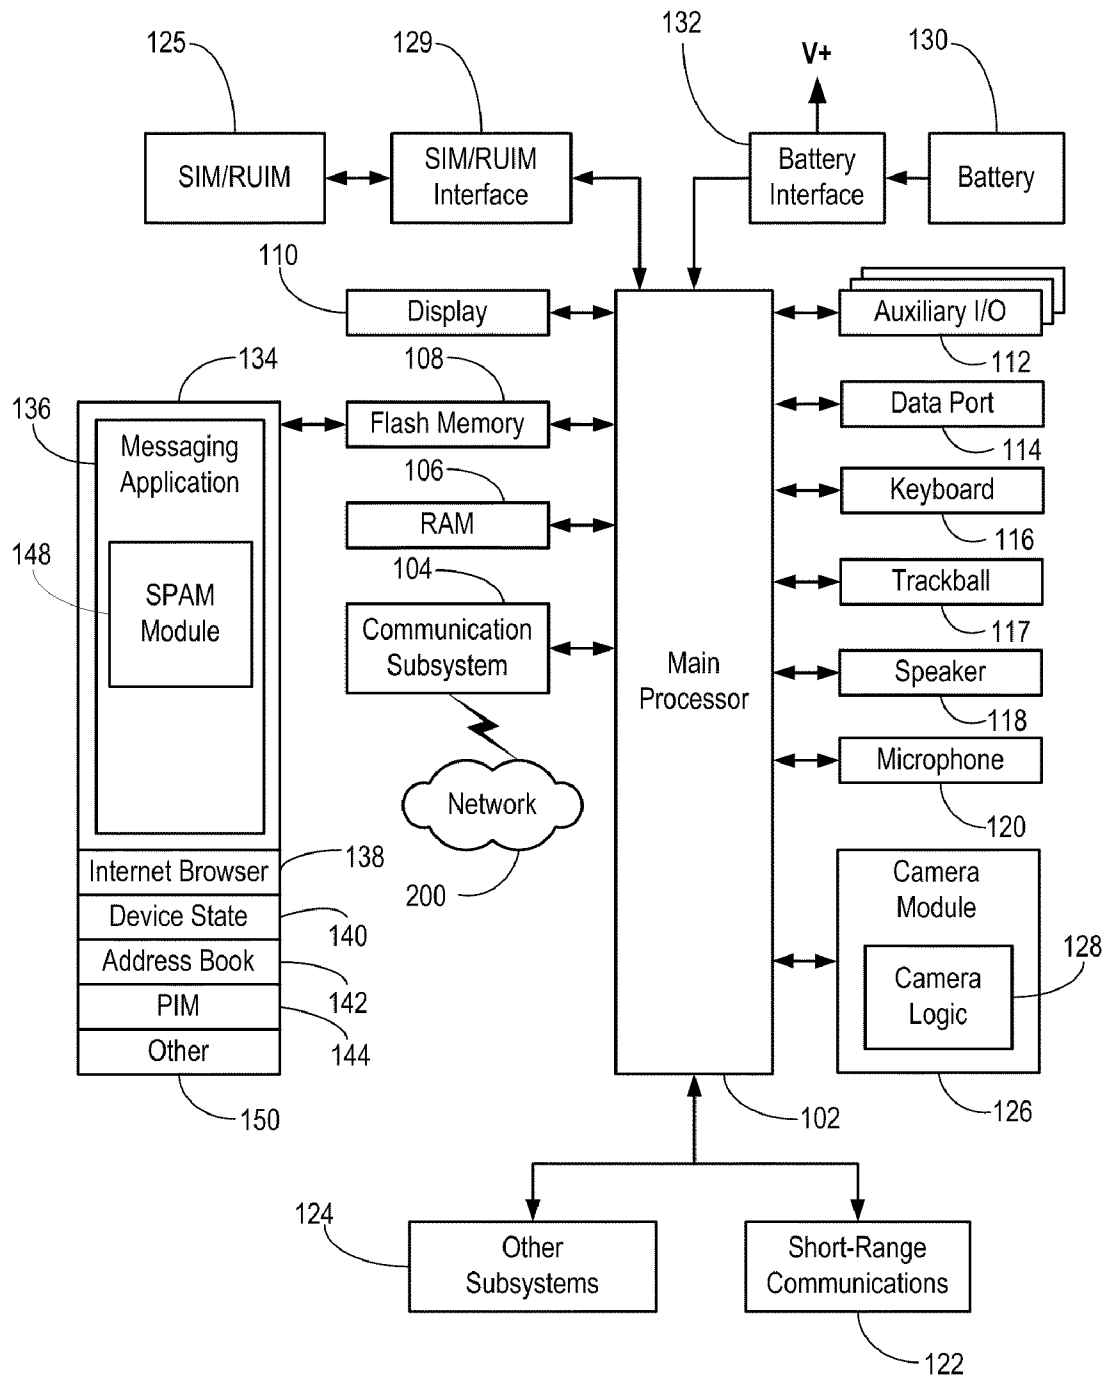 125
129
132
V+
130
SIM/RUIM
SIM/RUIM
Interface
Battery
Interface
Battery
110
Display
Auxiliary I/O
112
134
108
136
Messaging
Application
Flash Memory
Data Port
114
106
RAM
Keyboard
116
148
SPAM
Module
104
Communication
Subsystem
Main
Processor
Trackball
117
Speaker
118
Network
200
Microphone
120
Internet Browser
138
Device State
140
Address Book
142
PIM
144
Other
150
Camera
Module
128
Camera
Logic
126
102
124
Other
Subsystems
Short-Range
Communications
122